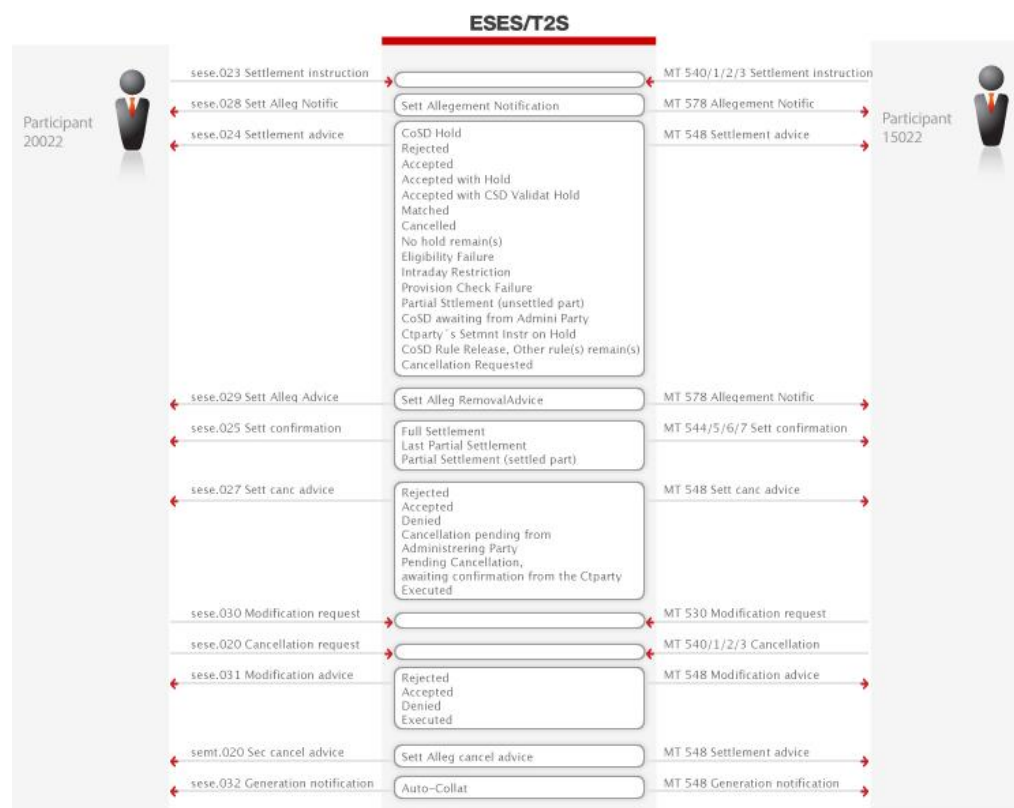 ESES/T2S
Participant
20022
Participant
15022
sese.023 Settlement instruction
MT 540/1/2/3 Settlement instruction
sese.028 Sett Alleg Notific
Sett Allegement Notification
MT 578 Allegement Notific
sese.024 Settlement advice
CoSD Hold
Rejected
Accepted
Accepted with Hold
Accepted with CSD Validat Hold
Matched
Cancelled
No hold remain(s)
Eligibility Failure
Intraday Restriction
Provision Check Failure
Partial Sttlement (unsettled part)
CoSD awaiting from Admini Party
Ctparty`s Setmnt Instr on Hold
CoSD Rule Release, Other rule(s) remain(s)
Cancellation Requested
MT 548 Settlement advice
sese.029 Sett Alleg Advice
Sett Alleg RemovalAdvice
MT 578 Allegement Notific
sese.025 Sett confirmation
Full Settlement
Last Partial Settlement
Partial Settlement (settled part)
MT 544/5/6/7 Sett confirmation
sese.027 Sett canc advice
Rejected
Accepted
Denied
Cancellation pending from
Administrering Party
Pending Cancellation,
awaiting confirmation from the Ctparty
Executed
MT 548 Sett canc advice
sese.030 Modification request
MT 530 Modification request
sese.020 Cancellation request
MT 540/1/2/3 Cancellation
sese.031 Modification advice
Rejected
Accepted
Denied
Executed
MT 548 Modification advice
semt.020 Sec cancel advice
Sett Alleg cancel advice
MT 548 Settlement advice
sese.032 Generation notification
Auto-Collat
MT 548 Generation notification